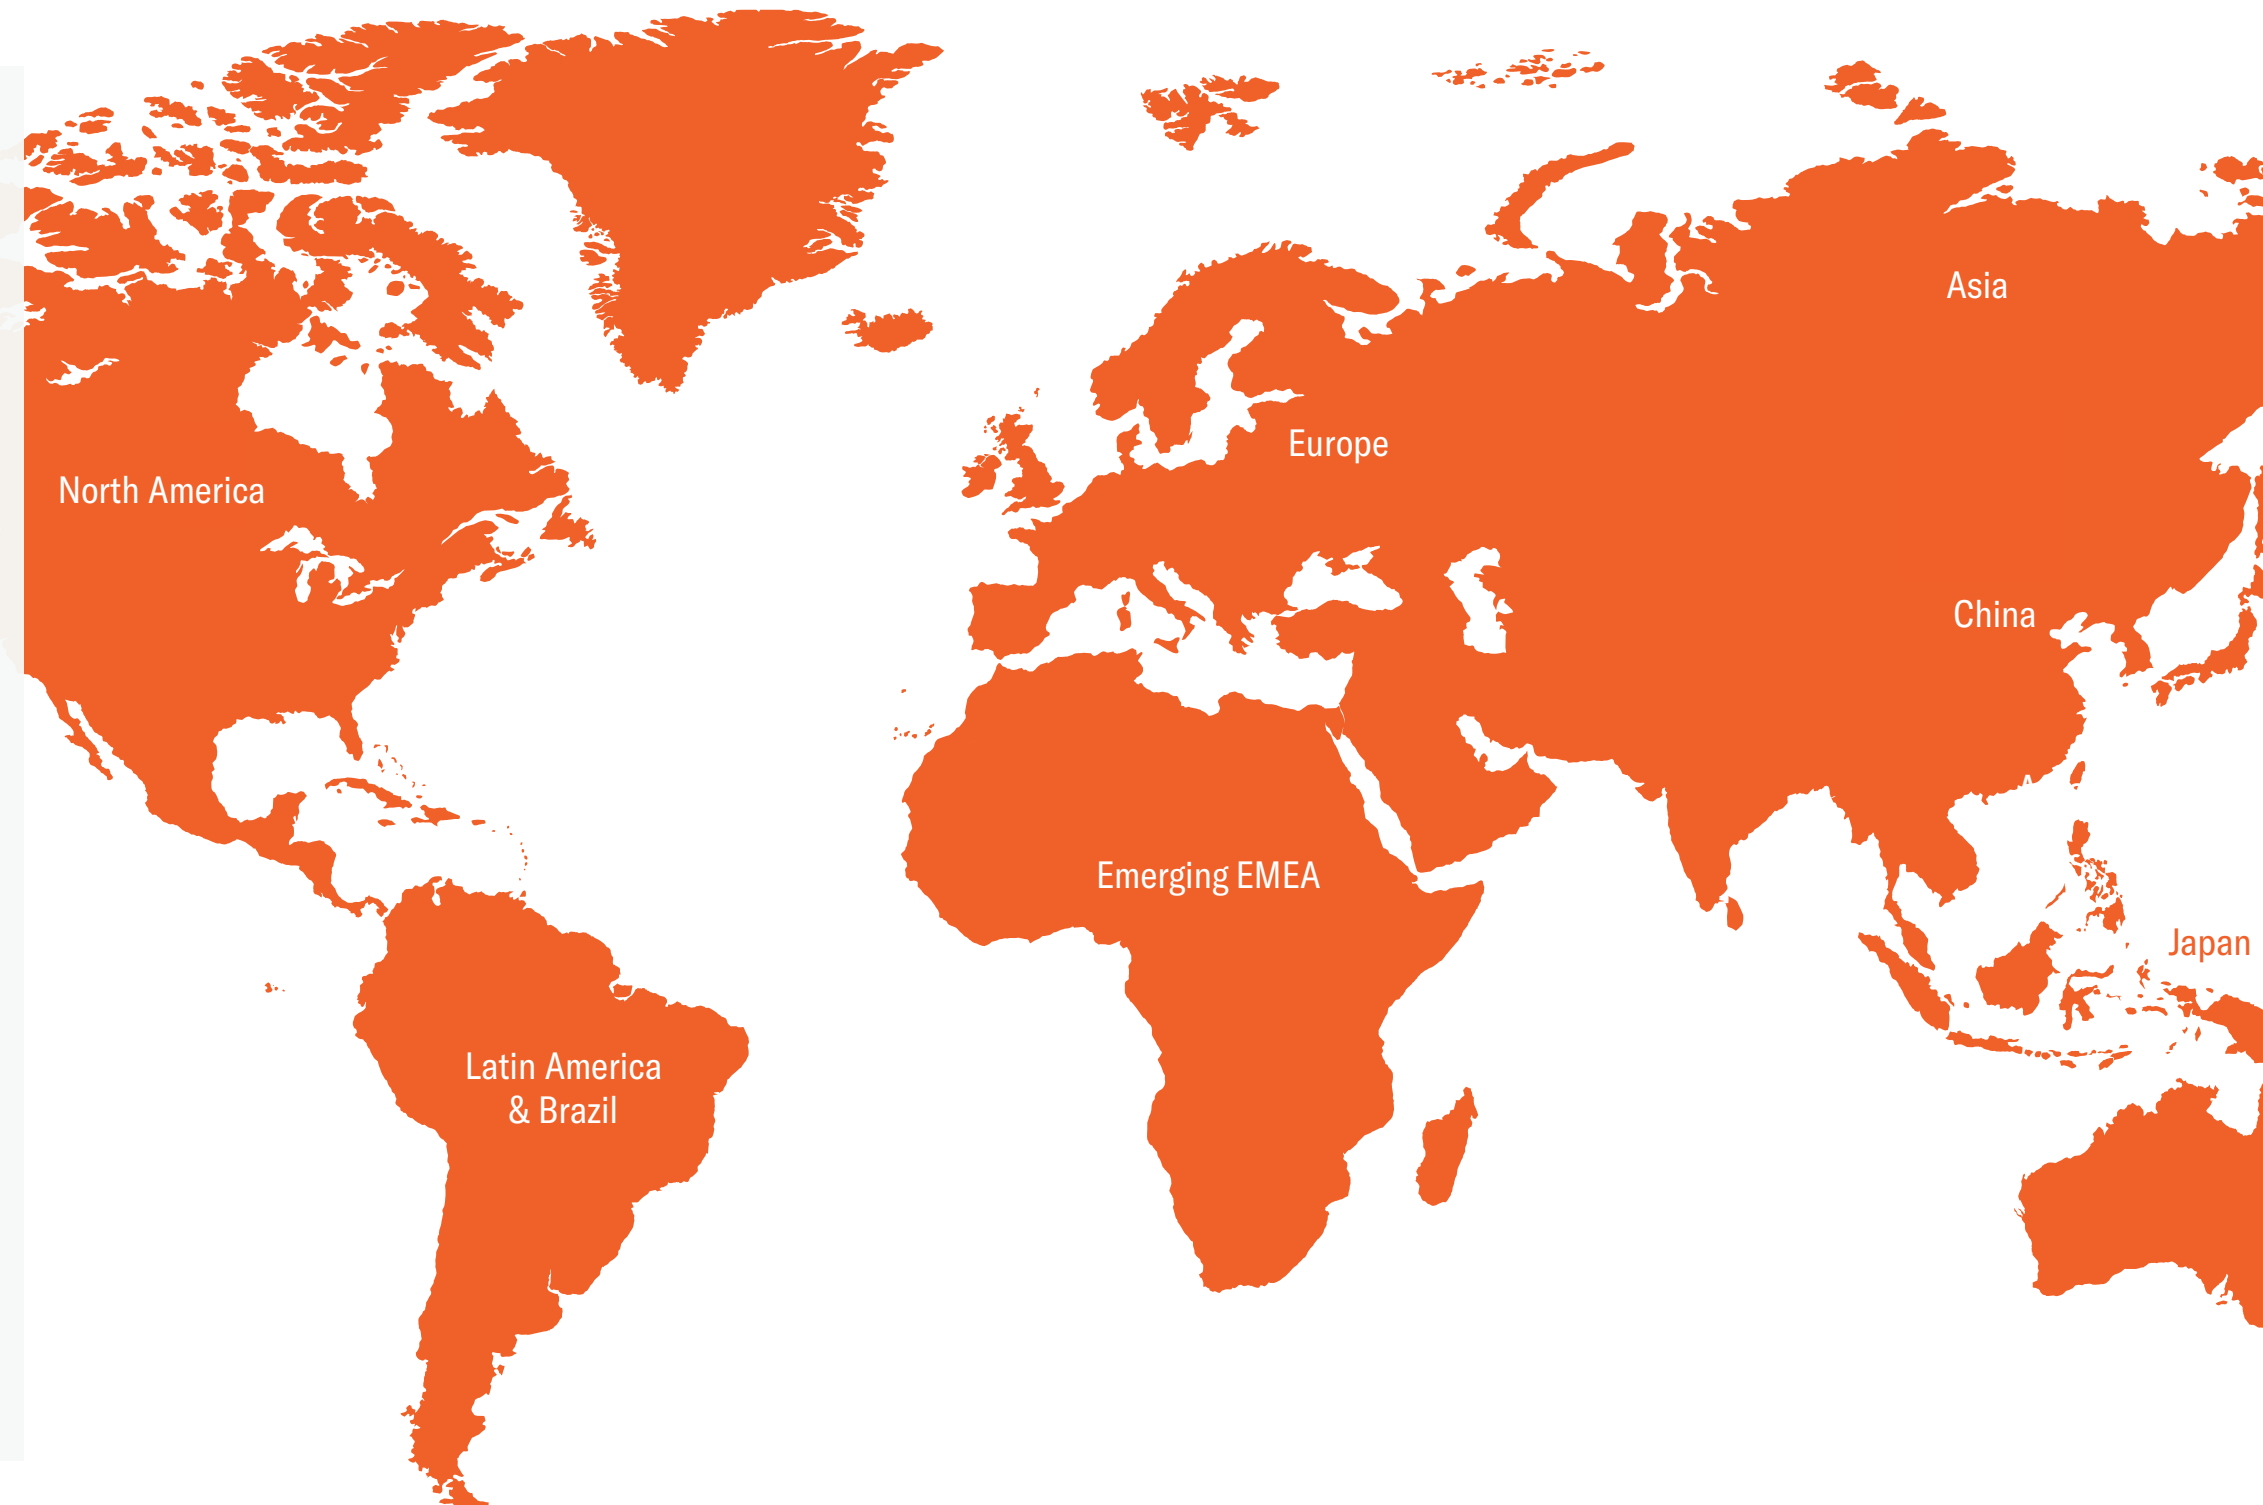 Asia
Europe
North America
China
Emerging EMEA
Japan
Latin America
& Brazil